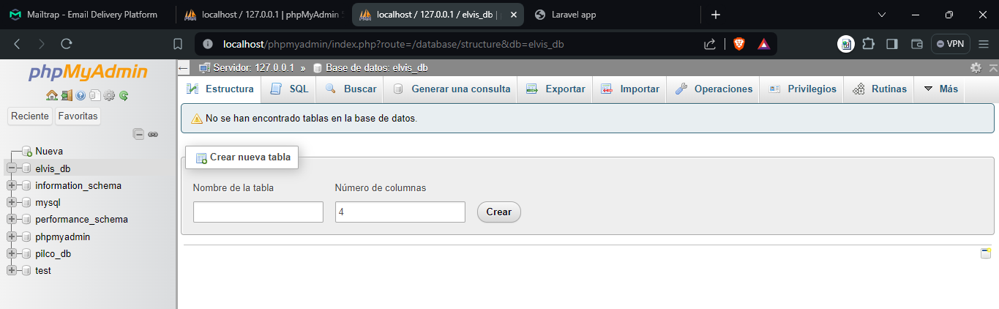 Mailtrap - Email Delivery Platform
localhost / 127.0.0.1 | phpMyAdmin
localhost / 127.0.0.1 / elvis_db |
Laravel app
localhost/phpmyadmin/index.php?route=/database/structure&db=elvis_db
VPN
phpMyAdmin
Reciente
Favoritas
Nueva
elvis_db
information_schema
mysql
performance_schema
phpmyadmin
pilco_db
test
Servidor: 127.0.0.1 » Base de datos: elvis_db
Estructura
SQL
Buscar
Generar una consulta
Exportar
Importar
Operaciones
Privilegios
Rutinas
Más
No se han encontrado tablas en la base de datos.
Crear nueva tabla
Nombre de la tabla
Número de columnas
4
Crear